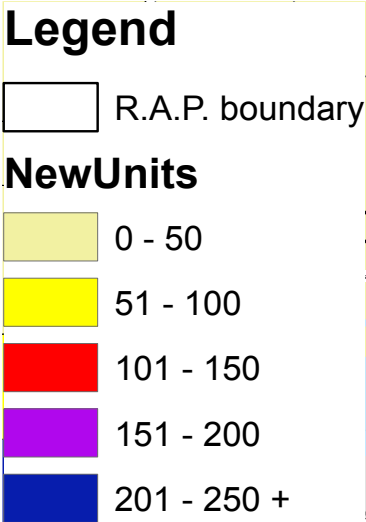 Legend
R.A.P. boundary
NewUnits
0 - 50
51 - 100
101 - 150
151 - 200
201 - 250 +